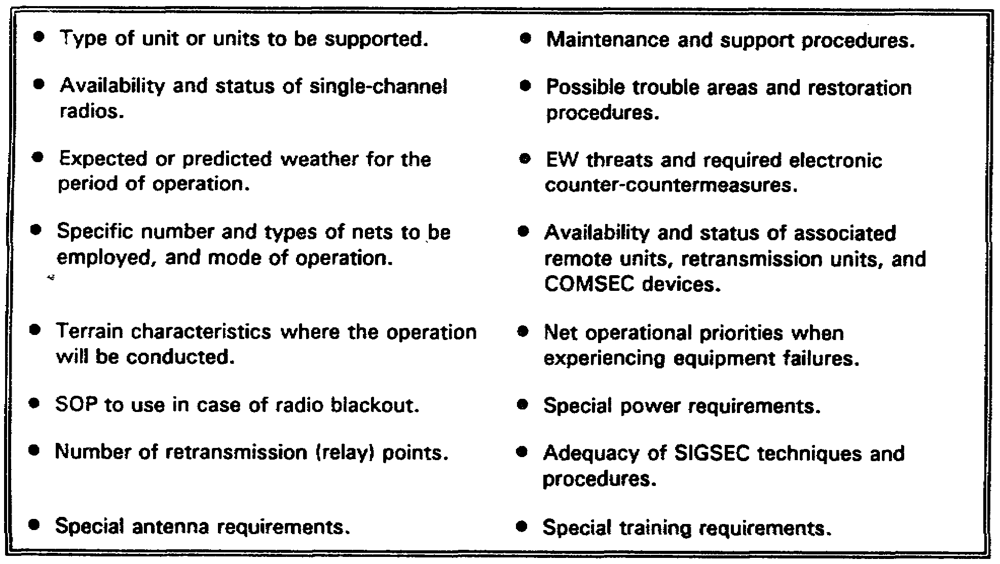 ● Type of unit or units to be supported.
● Availability and status of single-channel
radios.
● Expected or predicted weather for the
period of operation.
● Specific number and types of nets to be
employed, and mode of operation.
● Terrain characteristics where the operation
will be conducted.
● SOP to use in case of radio blackout.
● Number of retransmission (relay) points.
● Special antenna requirements.
● Maintenance and support procedures.
● Possible trouble areas and restoration
procedures.
● EW threats and required electronic
counter-countermeasures.
● Availability and status of associated
remote units, retransmission units, and
COMSEC devices.
● Net operational priorities when
experiencing equipment failures.
● Special power requirements.
● Adequacy of SIGSEC techniques and
procedures.
● Special training requirements.